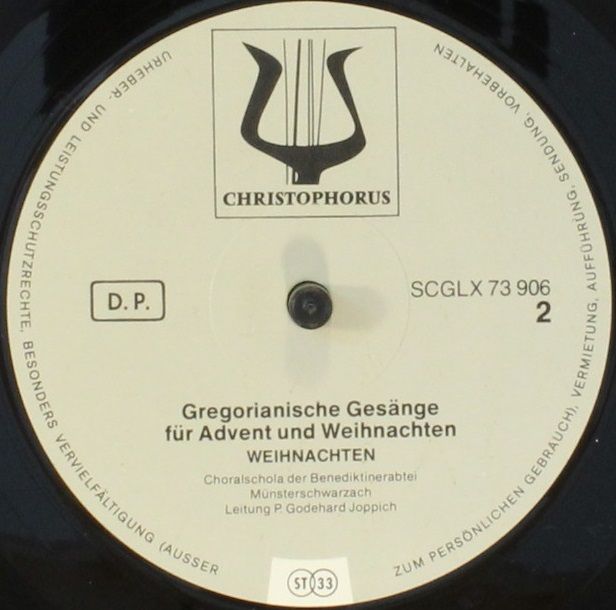 CHRISTOPHORUS
D.P.
SCGLX 73 906
2
Gregorianische Gesänge
für Advent und Weihnachten
WEIHNACHTEN
Choralschola der Benediktinerabtei
Münsterschwarzach
Leitung P. Godehard Joppich
ST 33
URHEBER- UND LEISTUNGSSCHUTZRECHTE, BESONDERS VERVIELFÄLTIGUNG (AUSSER ZUM PERSÖNLICHEN GEBRAUCH), VERMIETUNG, AUFFÜHRUNG, SENDUNG, VORBEHALTEN